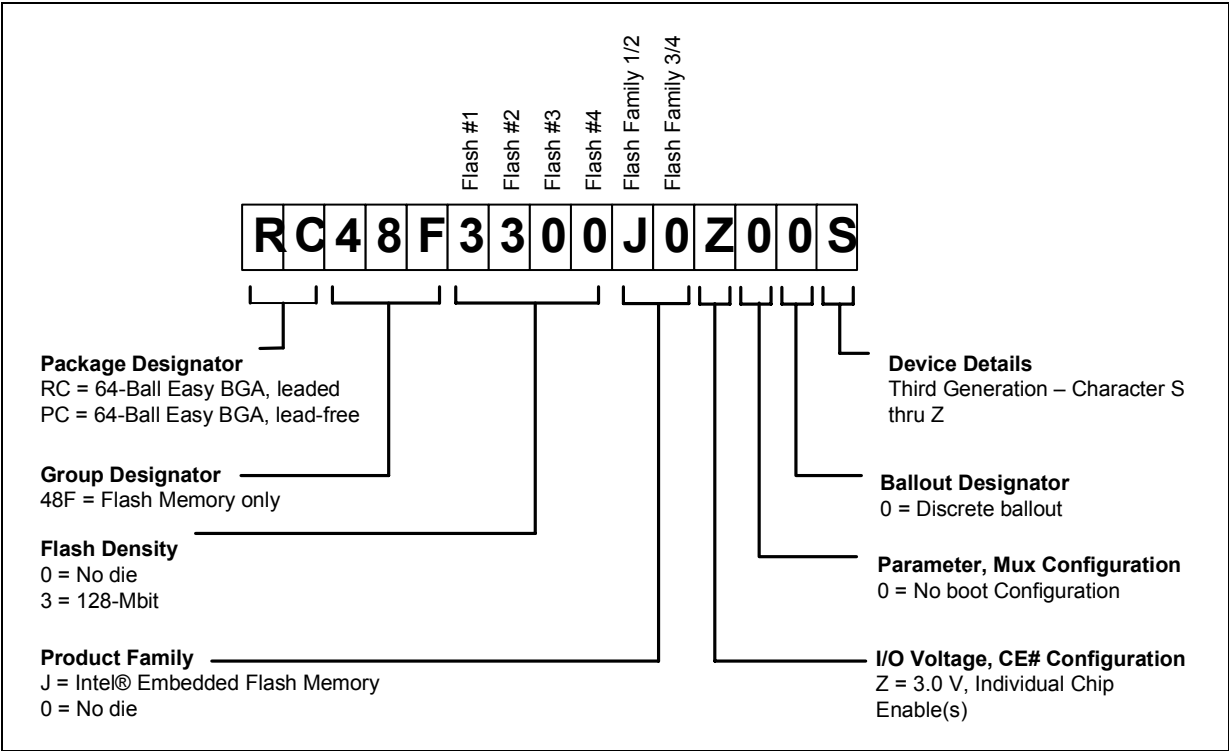 Flash #1
Flash #2
Flash #3
Flash #4
Flash Family 1/2
Flash Family 3/4
R C 4 8 F 3 3 0 0 J 0 Z 0 0 S
Package Designator
RC = 64-Ball Easy BGA, leaded
PC = 64-Ball Easy BGA, lead-free
Group Designator
48F = Flash Memory only
Flash Density
0 = No die
3 = 128-Mbit
Product Family
J = Intel® Embedded Flash Memory
0 = No die
Device Details
Third Generation – Character S
thru Z
Ballout Designator
0 = Discrete ballout
Parameter, Mux Configuration
0 = No boot Configuration
I/O Voltage, CE# Configuration
Z = 3.0 V, Individual Chip
Enable(s)